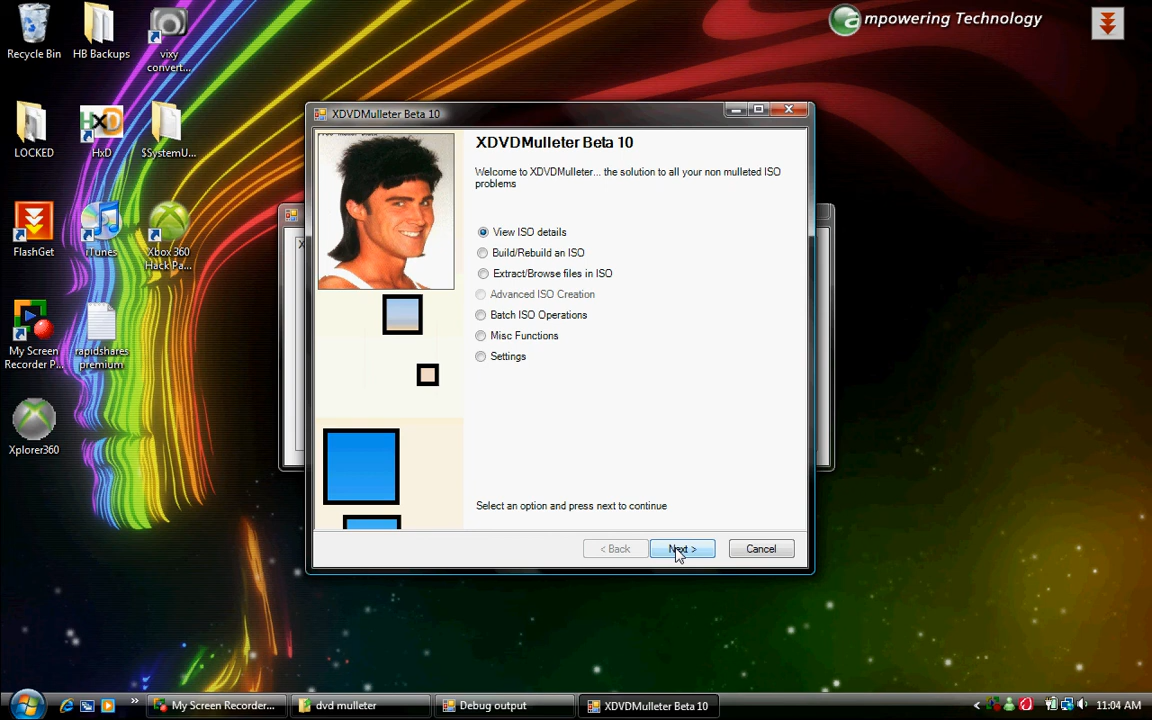 Recycle Bin
HB Backups
vixy
convert...
ampowering Technology
LOCKED
HxD
HxD
$SystemU...
FlashGet
iTunes
Xbox 360
Hack Pa...
My Screen
Recorder P...
rapidshares
premium
Xplorer360
XDVDMulleter Beta 10
XDVDMulleter Beta 10
Welcome to XDVDMulleter... the solution to all your non mulleted ISO
problems
View ISO details
Build/Rebuild an ISO
Extract/Browse files in ISO
Advanced ISO Creation
Batch ISO Operations
Misc Functions
Settings
Select an option and press next to continue
< Back
Next >
Cancel
My Screen Recorder...
dvd mulleter
Debug output
XDVDMulleter Beta 10
11:04 AM